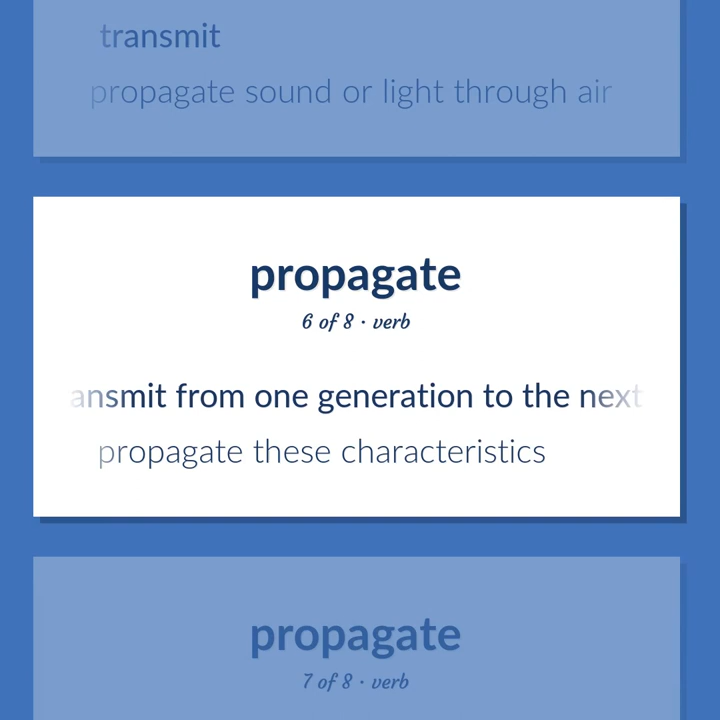 transmit
propagate sound or light through air
propagate
6 of 8 · verb
ansmit from one generation to the next
propagate these characteristics
propagate
7 of 8 · verb